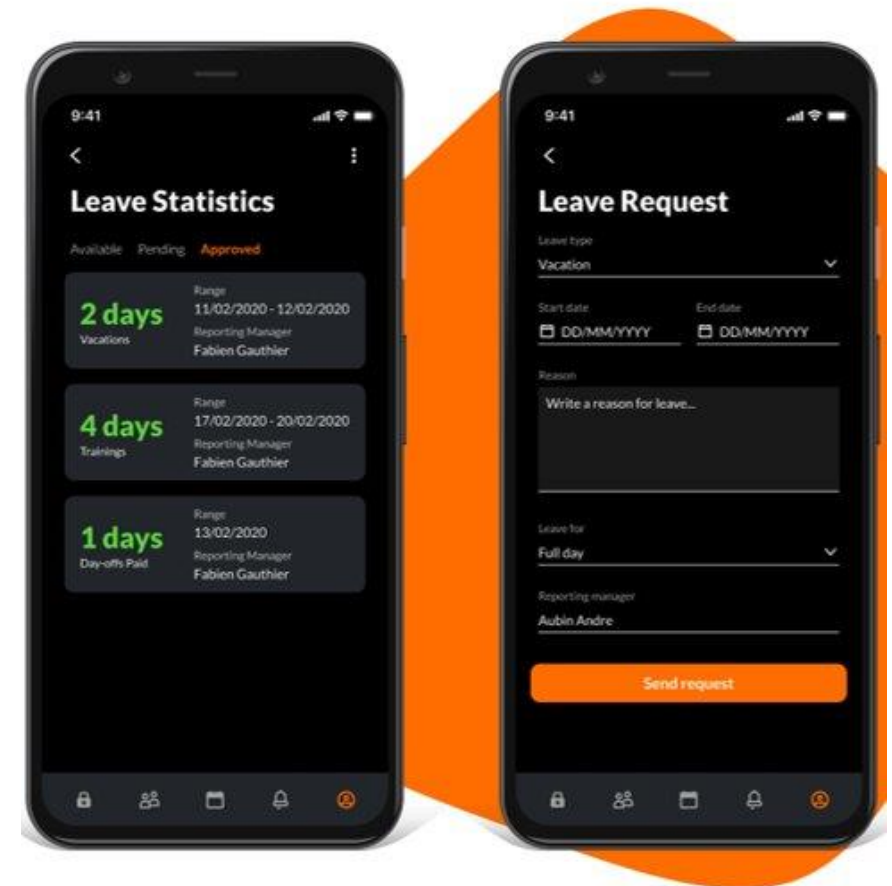 9:41
Leave Statistics
Available Pending Approved
2 days
Vacations
Range
11/02/2020 - 12/02/2020
Reporting Manager
Fabien Gauthier
4 days
Trainings
Range
17/02/2020 - 20/02/2020
Reporting Manager
Fabien Gauthier
1 days
Day-offs Paid
Range
13/02/2020
Reporting Manager
Fabien Gauthier
9:41
Leave Request
Leave type
Vacation
Start date End date
DD/MM/YYYY DD/MM/YYYY
Reason
Write a reason for leave...
Leave for
Full day
Reporting manager
Aubin Andre
Send request